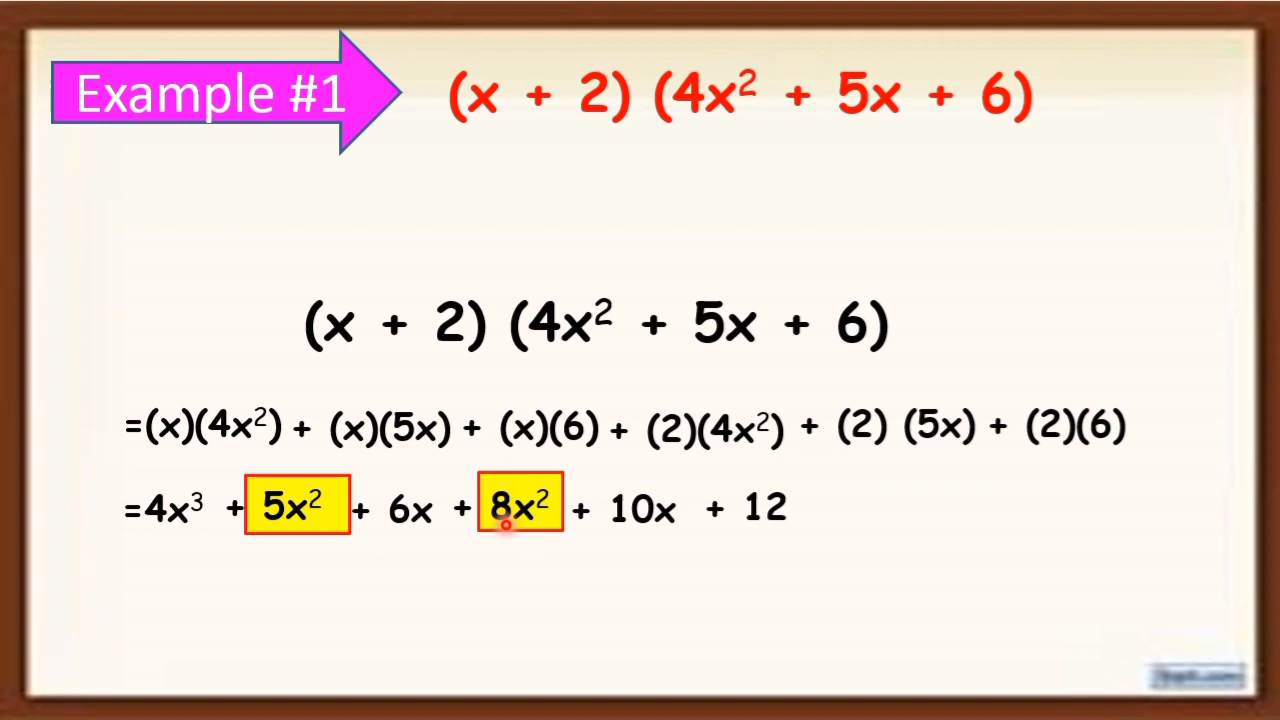 Example #1 (x + 2) (4x² + 5x + 6)
(x + 2) (4x² + 5x + 6)
=(x)(4x²) + (x)(5x) + (x)(6) + (2)(4x²) + (2) (5x) + (2)(6)
=4x³ + 5x² + 6x + 8x² + 10x + 12